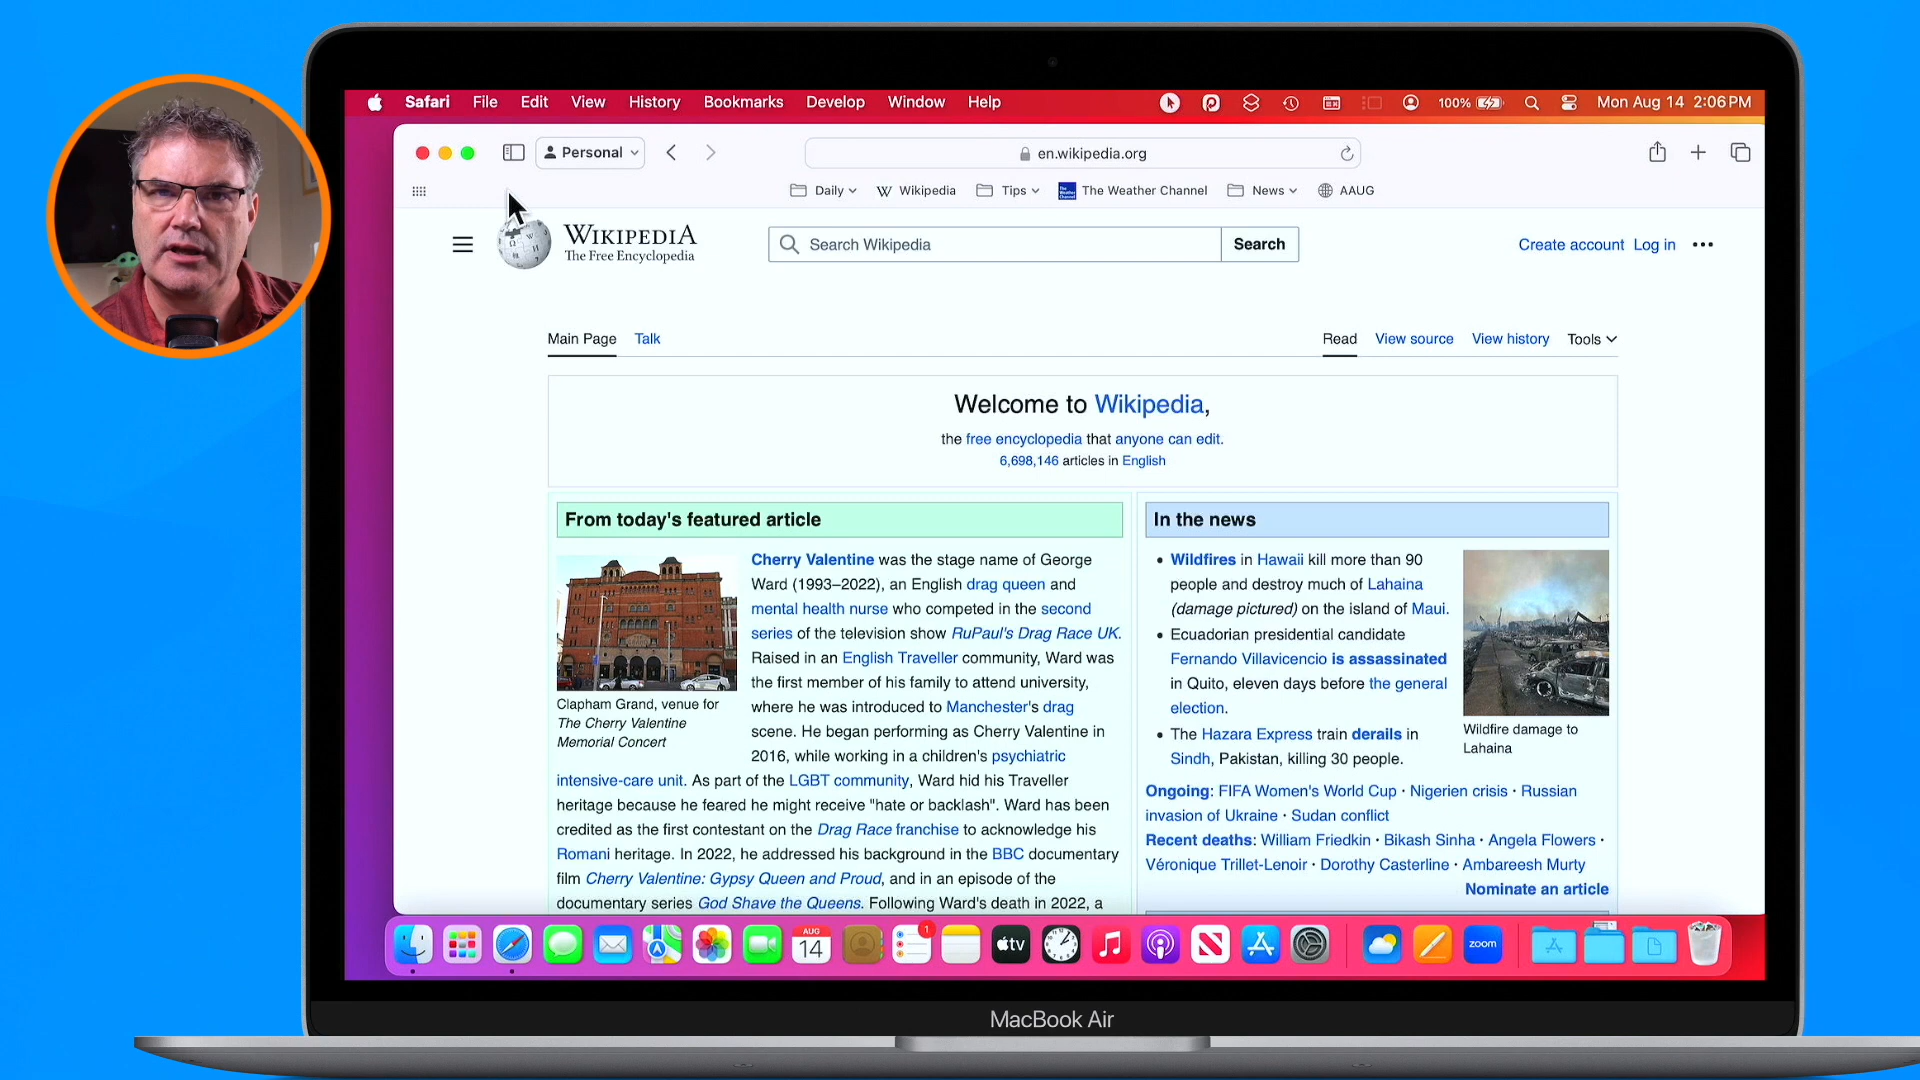 Safari File Edit View History Bookmarks Develop Window Help 100% Mon Aug 14 2:06 PM
Personal
en.wikipedia.org
Daily Wikipedia Tips The Weather Channel News AAUG
WIKIPEDIA
The Free Encyclopedia
Search Wikipedia
Search
Create account Log in
Main Page Talk
Read View source View history Tools
Welcome to Wikipedia,
the free encyclopedia that anyone can edit.
6,698,146 articles in English
From today's featured article
Cherry Valentine was the stage name of George
Ward (1993–2022), an English drag queen and
mental health nurse who competed in the second
series of the television show RuPaul's Drag Race UK.
Raised in an English Traveller community, Ward was
the first member of his family to attend university,
where he was introduced to Manchester's drag
scene. He began performing as Cherry Valentine in
2016, while working in a children's psychiatric
intensive-care unit. As part of the LGBT community, Ward hid his Traveller
heritage because he feared he might receive "hate or backlash". Ward has been
credited as the first contestant on the Drag Race franchise to acknowledge his
Romani heritage. In 2022, he addressed his background in the BBC documentary
film Cherry Valentine: Gypsy Queen and Proud, and in an episode of the
documentary series God Shave the Queens. Following Ward's death in 2022, a
Clapham Grand, venue for
The Cherry Valentine
Memorial Concert
In the news
• Wildfires in Hawaii kill more than 90
people and destroy much of Lahaina
(damage pictured) on the island of Maui.
• Ecuadorian presidential candidate
Fernando Villavicencio is assassinated
in Quito, eleven days before the general
election.
• The Hazara Express train derails in
Sindh, Pakistan, killing 30 people.
Wildfire damage to
Lahaina
Ongoing: FIFA Women's World Cup · Nigerien crisis · Russian
invasion of Ukraine · Sudan conflict
Recent deaths: William Friedkin · Bikash Sinha · Angela Flowers ·
Véronique Trillet-Lenoir · Dorothy Casterline · Ambareesh Murty
Nominate an article
AUG
14
1
tv
zoom
MacBook Air